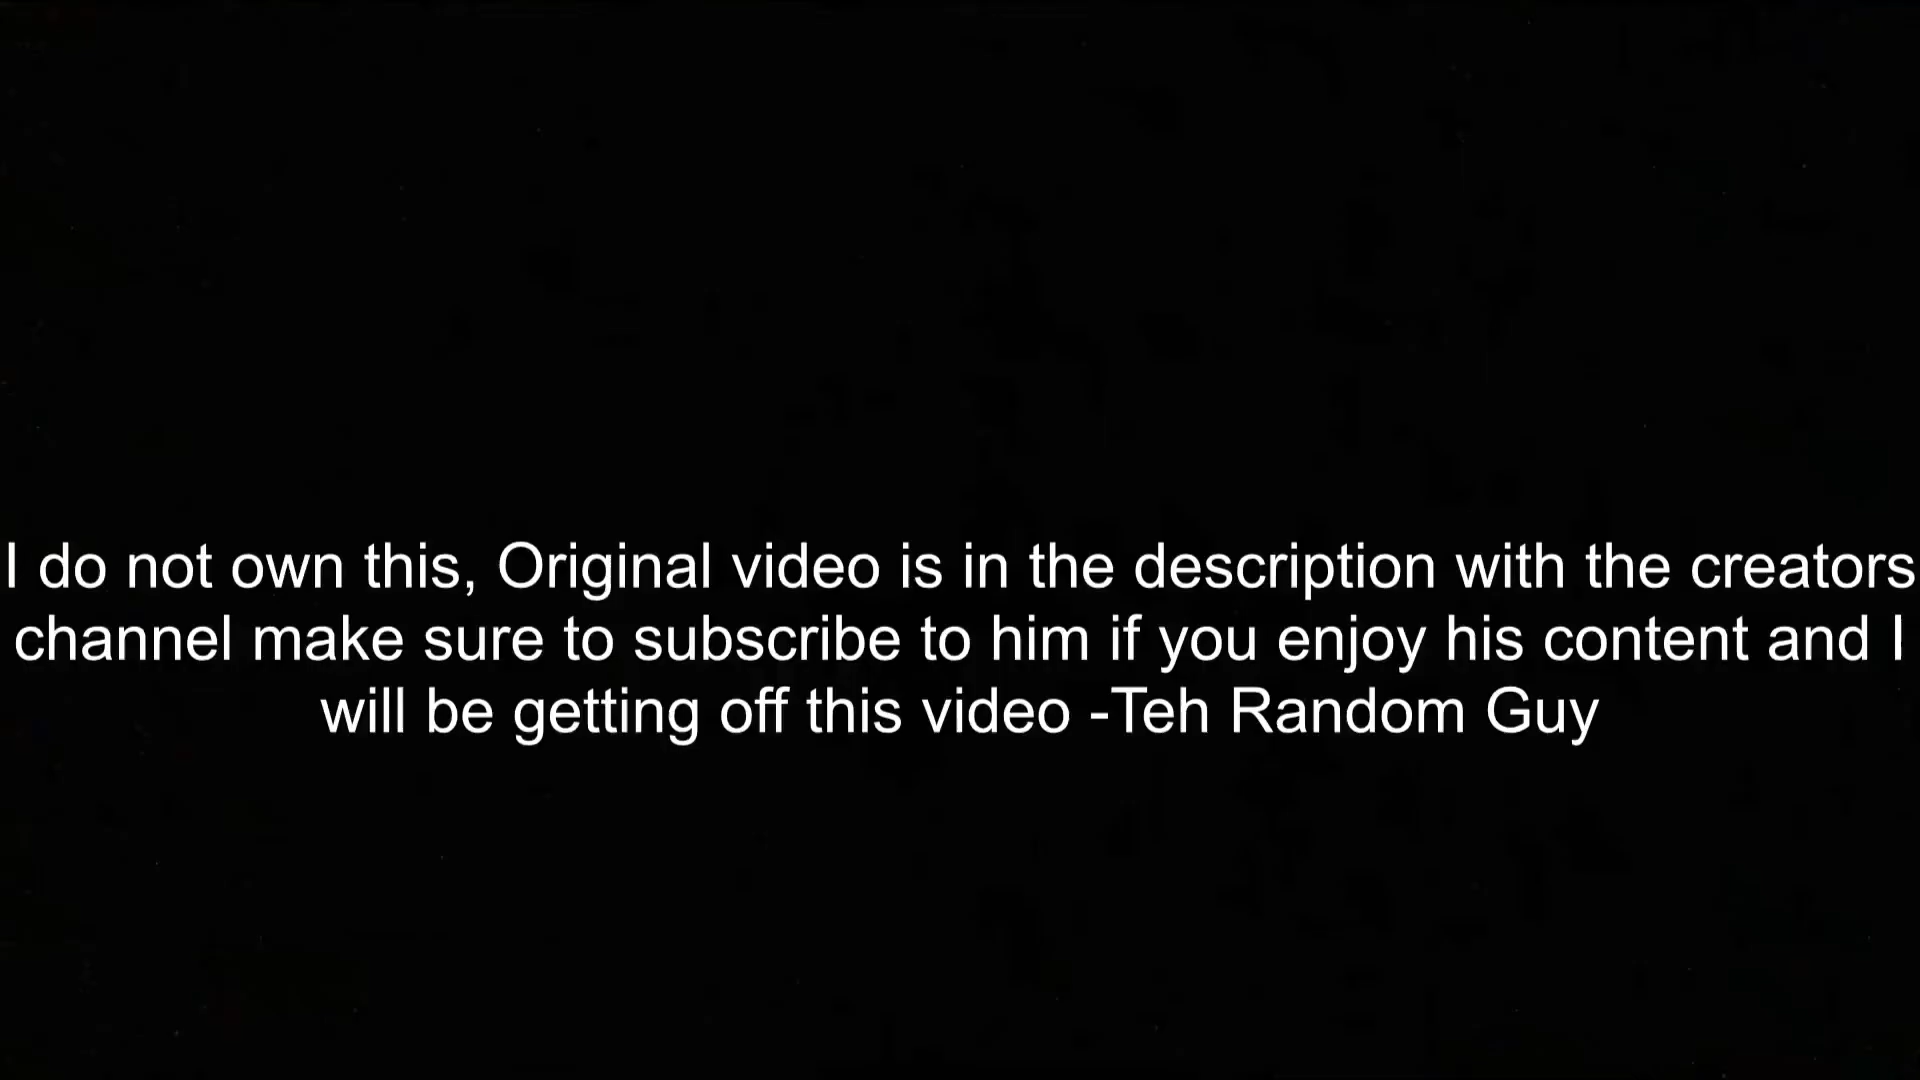 I do not own this, Original video is in the description with the creators
channel make sure to subscribe to him if you enjoy his content and I
will be getting off this video -Teh Random Guy